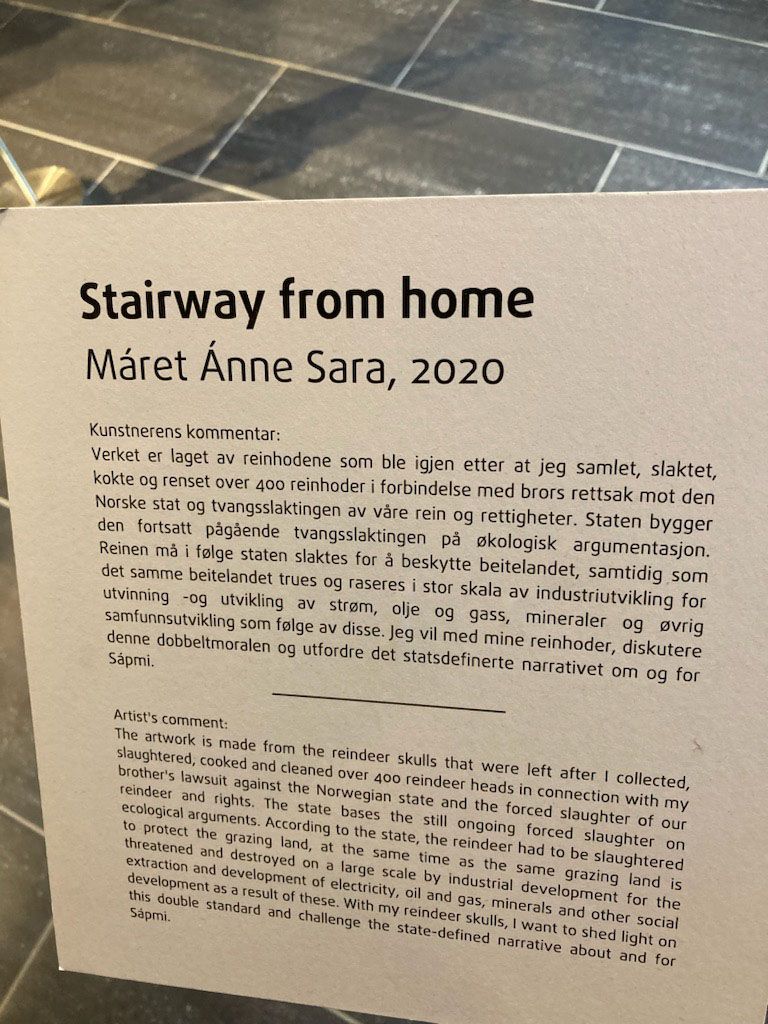 Stairway from home
Máret Ánne Sara, 2020
Kunstnerens kommentar:
Verket er laget av reinhodene som ble igjen etter at jeg samlet, slaktet,
kokte og renset over 400 reinhoder i forbindelse med brors rettsak mot den
Norske stat og tvangsslaktingen av våre rein og rettigheter. Staten bygger
den fortsatt pågående tvangsslaktingen på økologisk argumentasjon.
Reinen må i følge staten slaktes for å beskytte beitelandet, samtidig som
det samme beitelandet trues og raseres i stor skala av industriutvikling for
utvinning -og utvikling av strøm, olje og gass, mineraler og øvrig
samfunnsutvikling som følge av disse. Jeg vil med mine reinhoder, diskutere
denne dobbeltmoralen og utfordre det statsdefinerte narrativet om og for
Sápmi.
Artist's comment:
The artwork is made from the reindeer skulls that were left after I collected,
slaughtered, cooked and cleaned over 400 reindeer heads in connection with my
brother's lawsuit against the Norwegian state and the forced slaughter of our
reindeer and rights. The state bases the still ongoing forced slaughter on
ecological arguments. According to the state, the reindeer had to be slaughtered
to protect the grazing land, at the same time as the same grazing land is
threatened and destroyed on a large scale by industrial development for the
extraction and development of electricity, oil and gas, minerals and other social
development as a result of these. With my reindeer skulls, I want to shed light on
this double standard and challenge the state-defined narrative about and for
Sápmi.